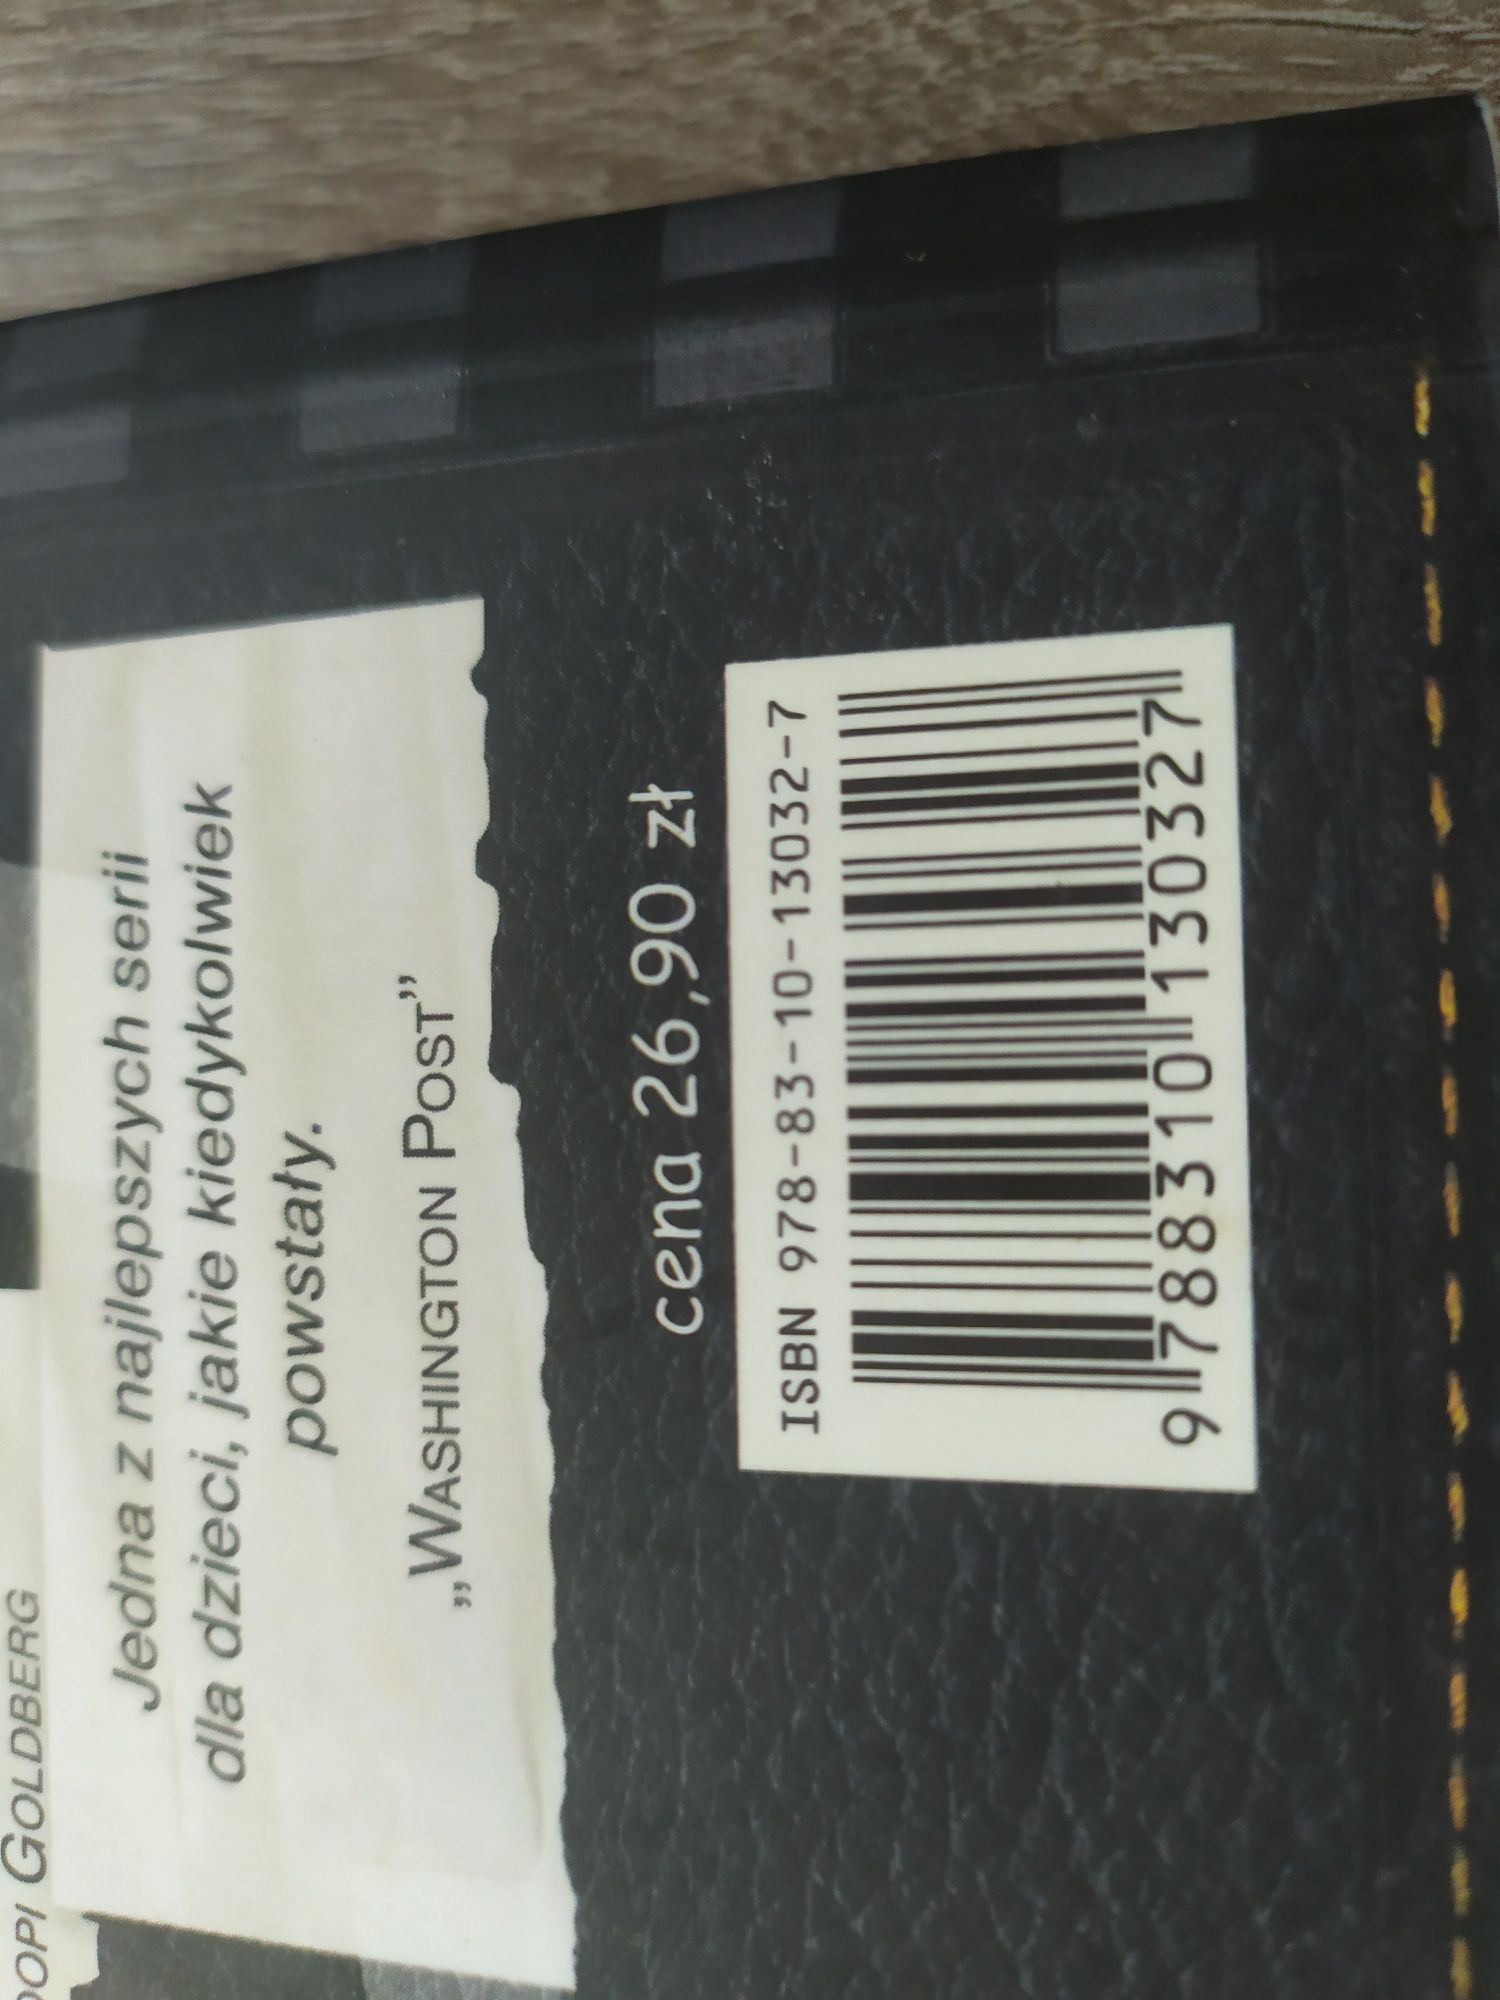 GOLDBERG
Jedna z najlepszych serii
dla dzieci, jakie kiedykolwiek
powstały.
„WASHINGTON POST”
cena 26,90 zł
ISBN 978-83-10-13032-7
9 788310 130327